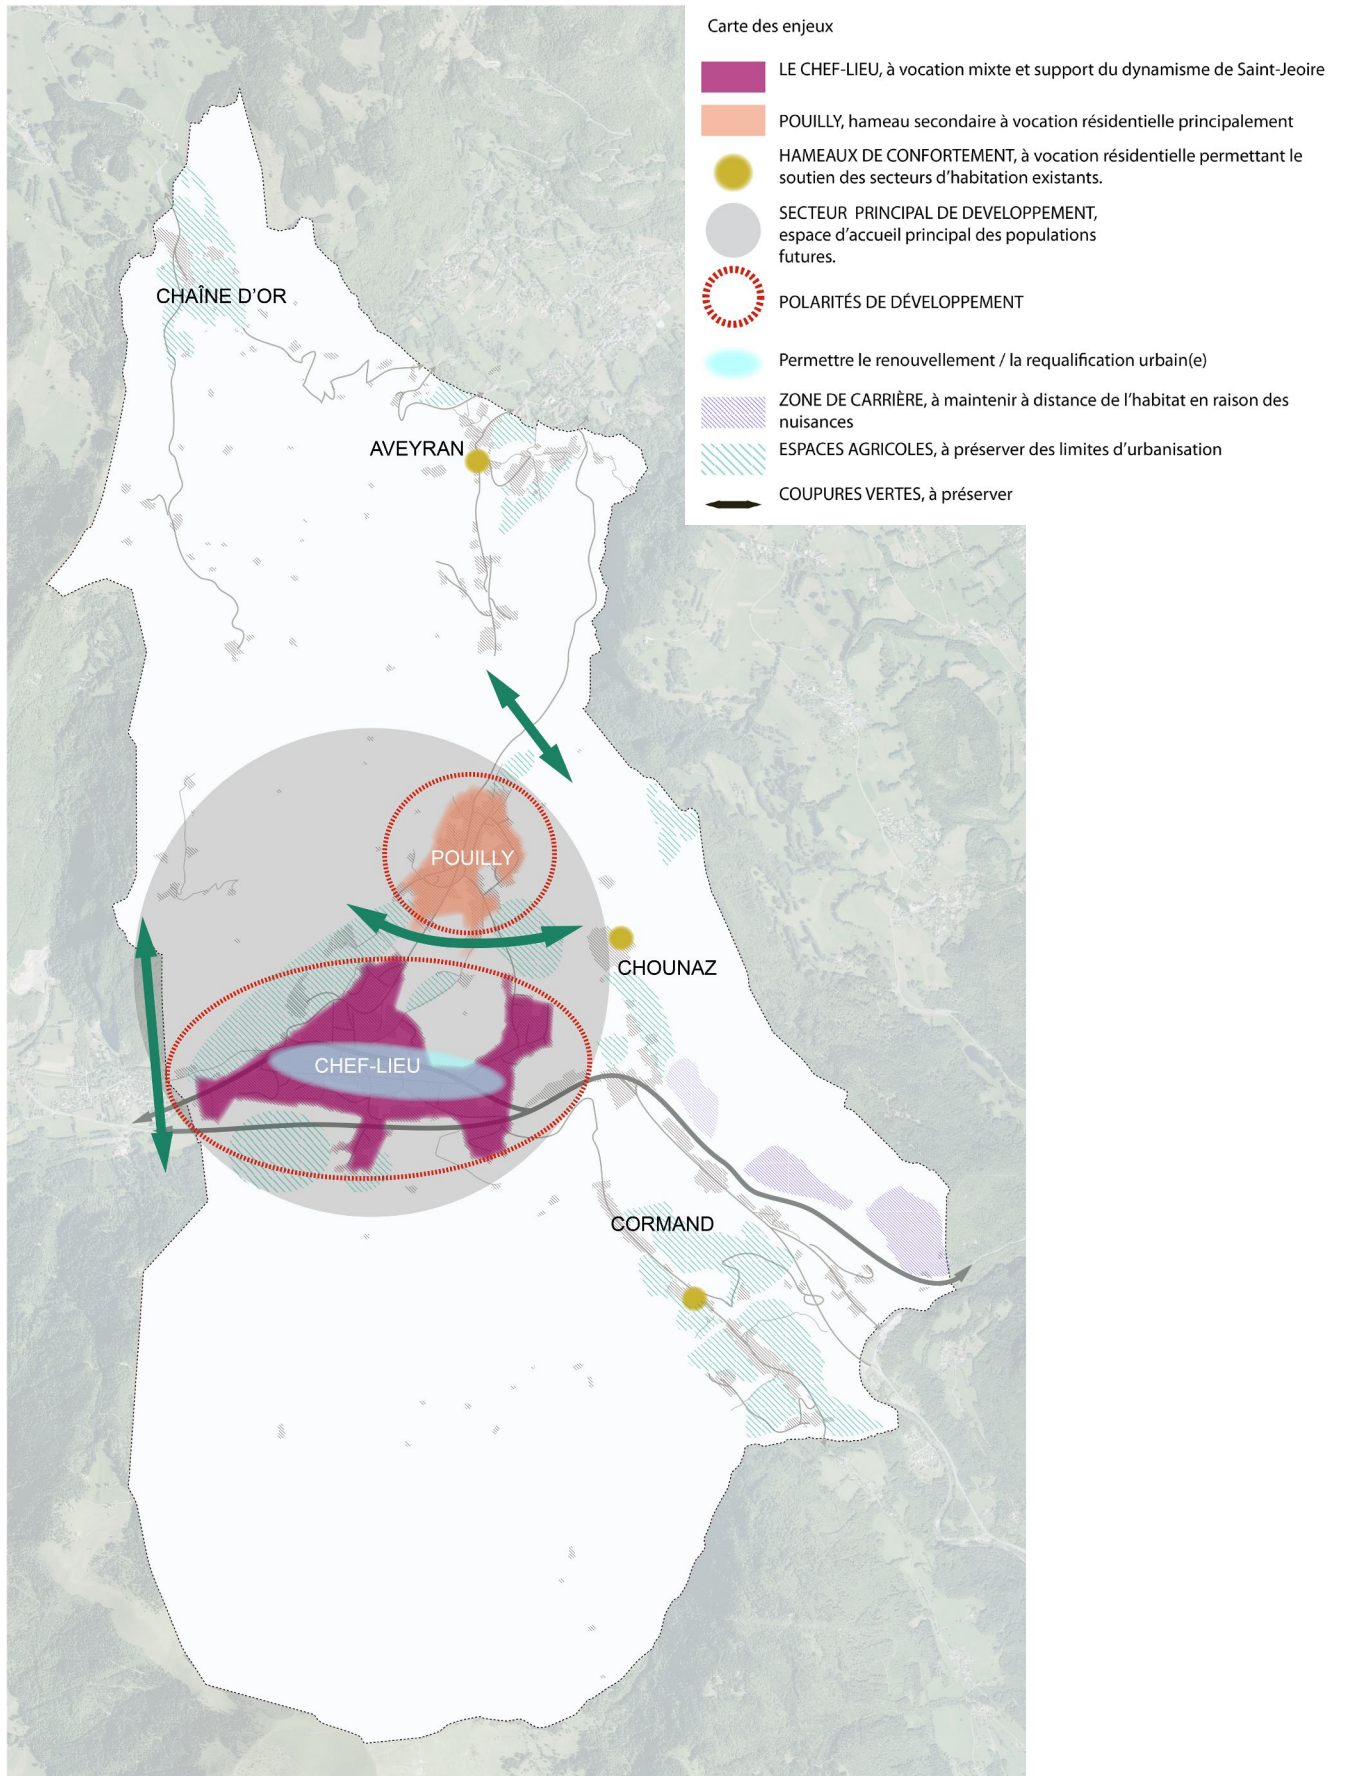 Carte des enjeux
LE CHEF-LIEU, à vocation mixte et support du dynamisme de Saint-Jeoire
POUILLY, hameau secondaire à vocation résidentielle principalement
HAMEAUX DE CONFORTEMENT, à vocation résidentielle permettant le
soutien des secteurs d'habitation existants.
SECTEUR PRINCIPAL DE DEVELOPPEMENT,
espace d'accueil principal des populations
futures.
POLARITÉS DE DÉVELOPPEMENT
Permettre le renouvellement / la requalification urbain(e)
ZONE DE CARRIÈRE, à maintenir à distance de l'habitat en raison des
nuisances
ESPACES AGRICOLES, à préserver des limites d'urbanisation
COUPURES VERTES, à préserver
CHAÎNE D'OR
AVEYRAN
POUILLY
CHOUNAZ
CHEF-LIEU
CORMAND